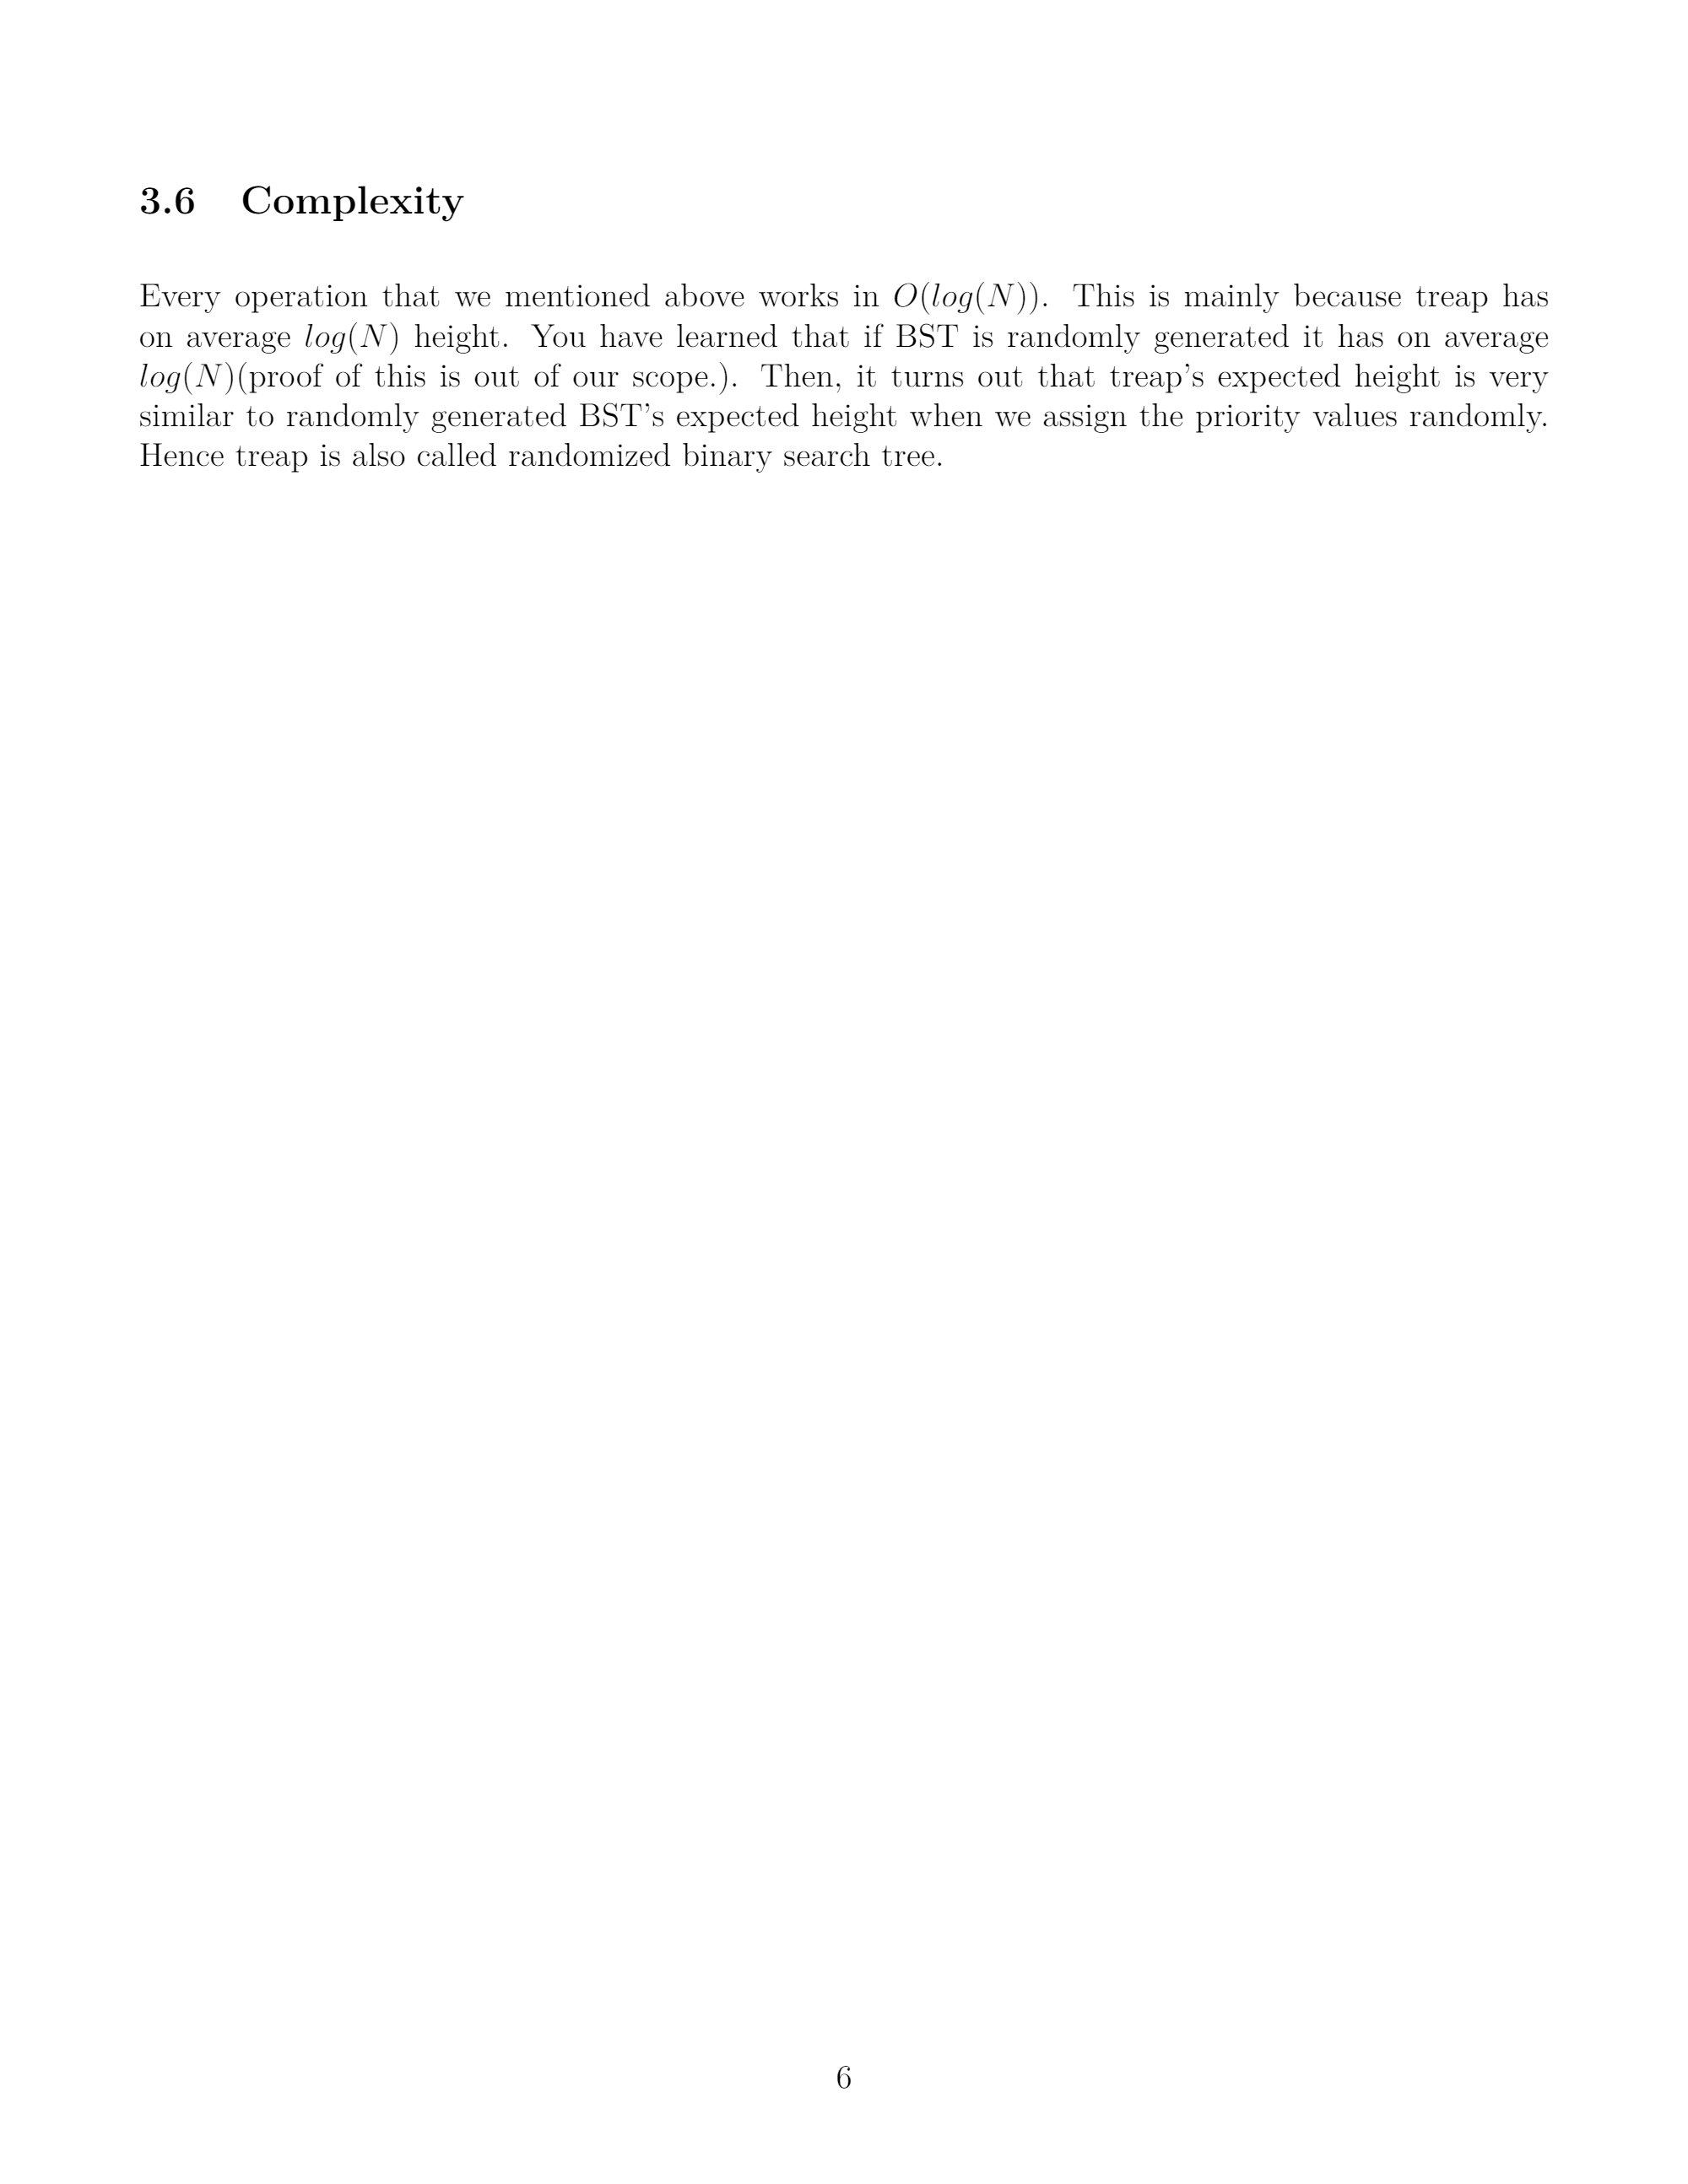 3.6 Complexity
Every operation that we mentioned above works in O(log(N)). This is mainly because treap has
on average log(N) height. You have learned that if BST is randomly generated it has on average
log(N)(proof of this is out of our scope.). Then, it turns out that treap's expected height is very
similar to randomly generated BST's expected height when we assign the priority values randomly.
Hence treap is also called randomized binary search tree.
6